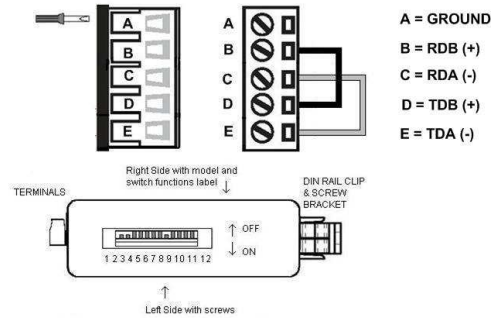 A
B
C
D
E
A
B
C
D
E
A = GROUND
B = RDB (+)
C = RDA (-)
D = TDB (+)
E = TDA (-)
Right Side with model and
switch functions label
TERMINALS
DIN RAIL CLIP
& SCREW
BRACKET
OFF
ON
1 2 3 4 5 6 7 8 9 10 11 12
Left Side with screws